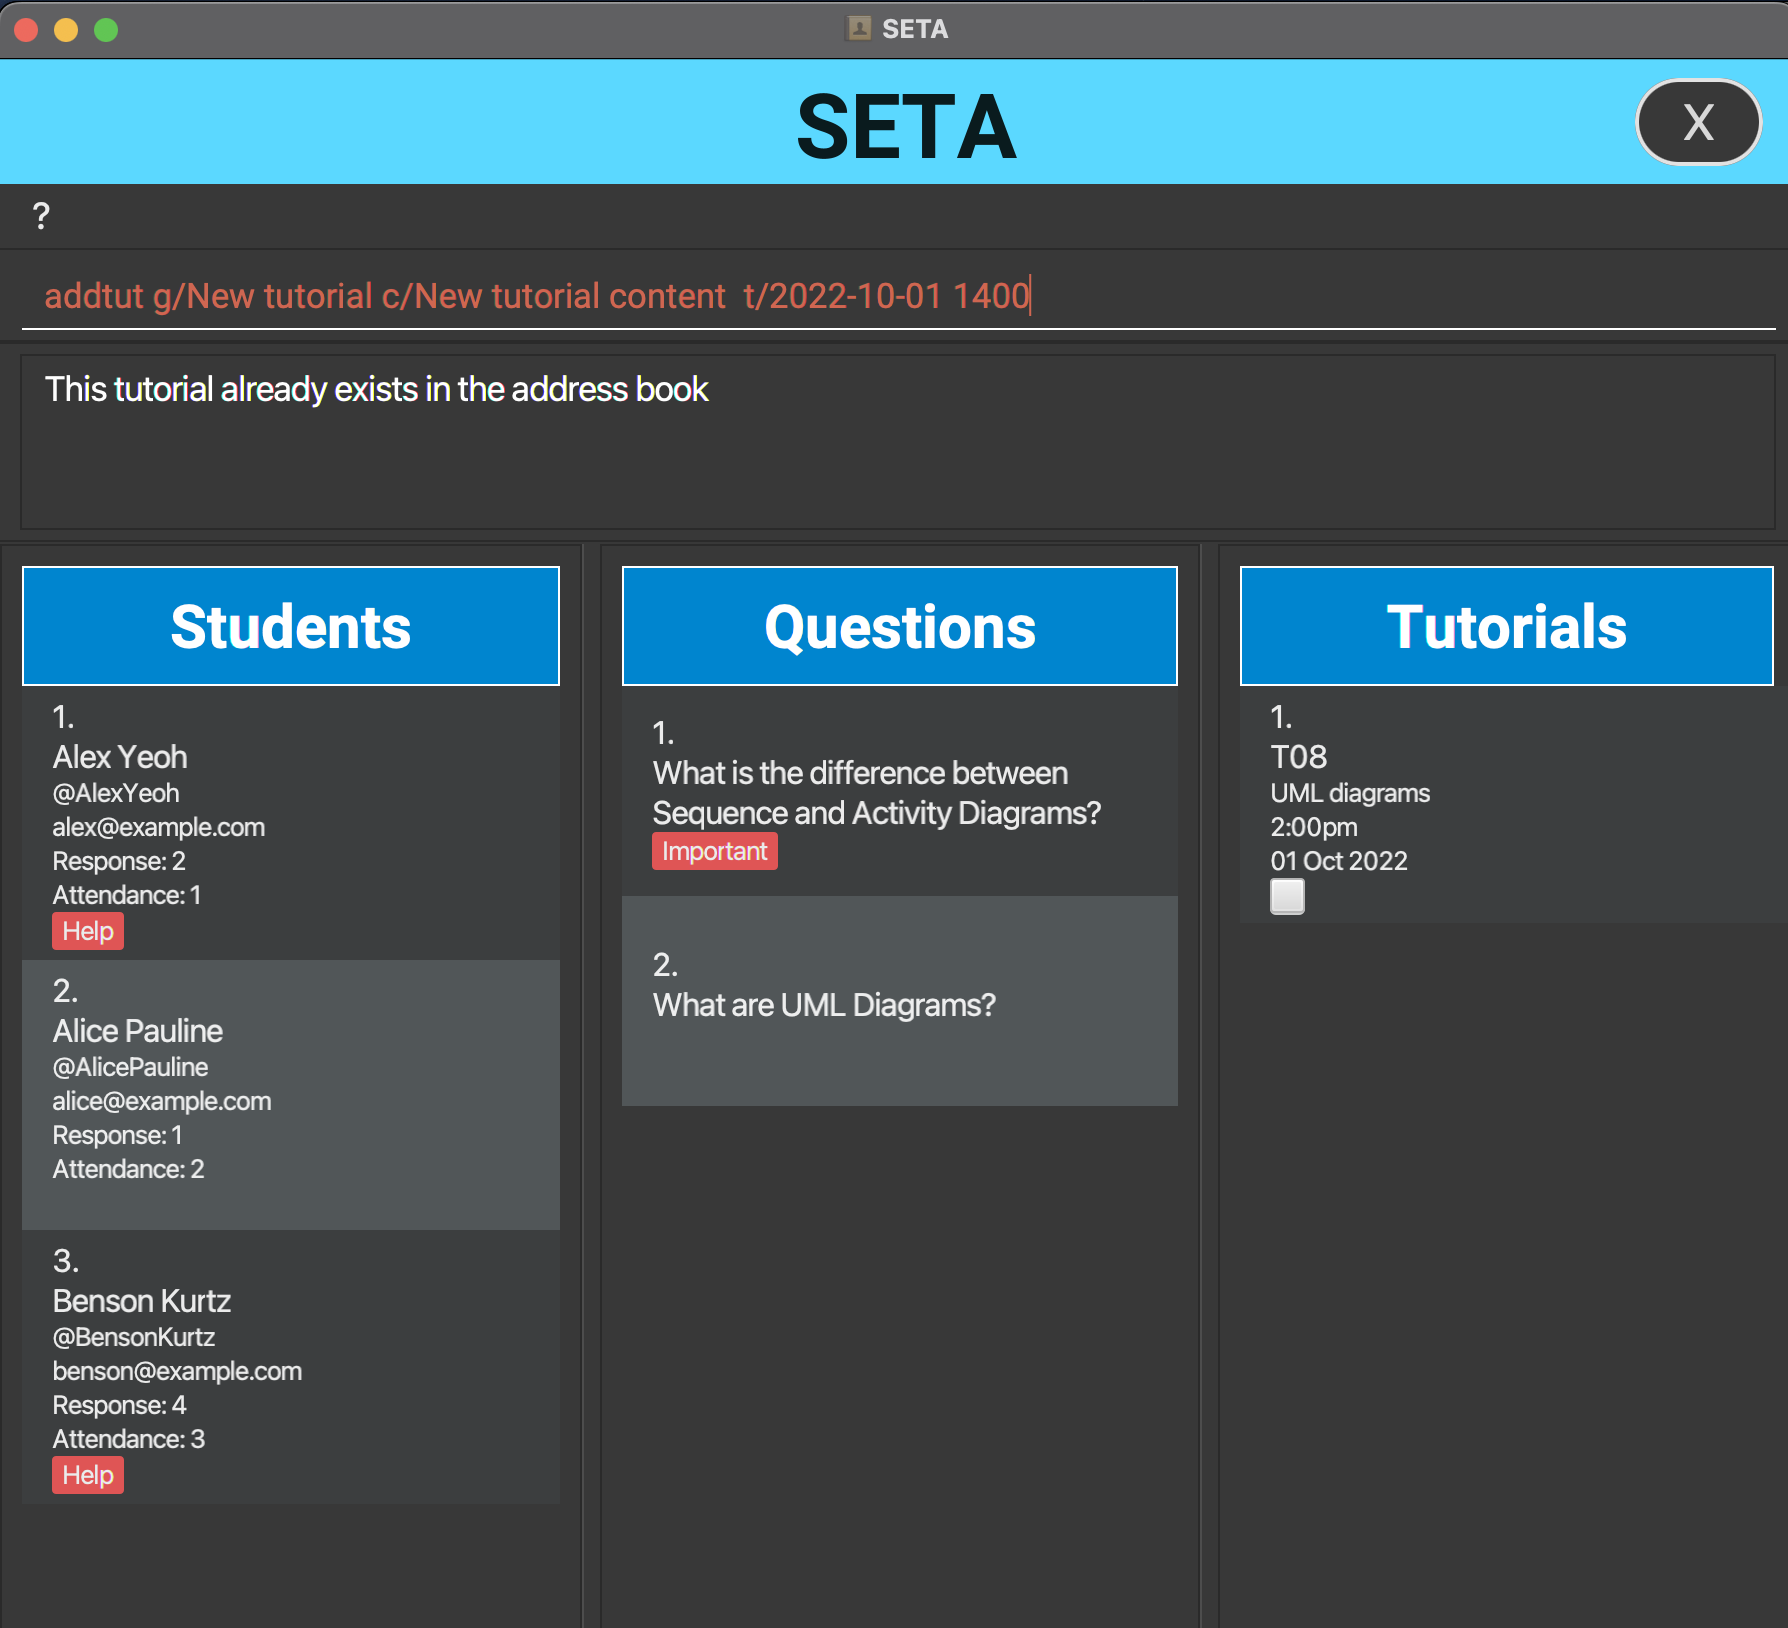 SETA
SETA
X
?
addtut g/New tutorial c/New tutorial content  t/2022-10-01 1400
This tutorial already exists in the address book
Students
1.
Alex Yeoh
@AlexYeoh
alex@example.com
Response: 2
Attendance: 1
Help
2.
Alice Pauline
@AlicePauline
alice@example.com
Response: 1
Attendance: 2
3.
Benson Kurtz
@BensonKurtz
benson@example.com
Response: 4
Attendance: 3
Help
Questions
1.
What is the difference between
Sequence and Activity Diagrams?
Important
2.
What are UML Diagrams?
Tutorials
1.
T08
UML diagrams
2:00pm
01 Oct 2022